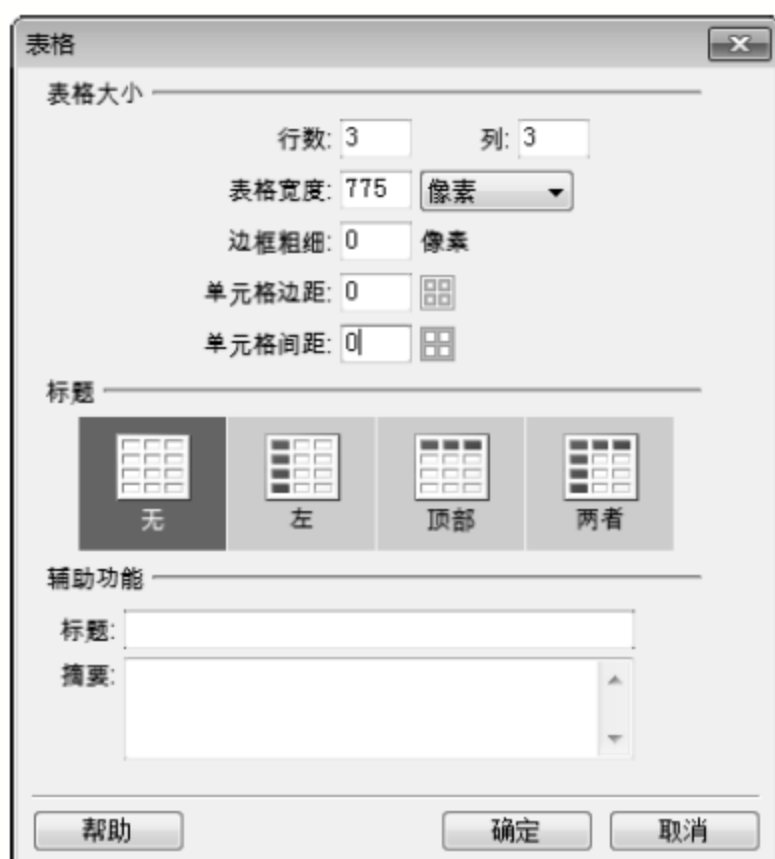 表格
表格大小
行数: 3 列: 3
表格宽度: 775 像素
边框粗细: 0 像素
单元格边距: 0
单元格间距: 0
标题
无 左 顶部 两者
辅助功能
标题:
摘要:
帮助 确定 取消